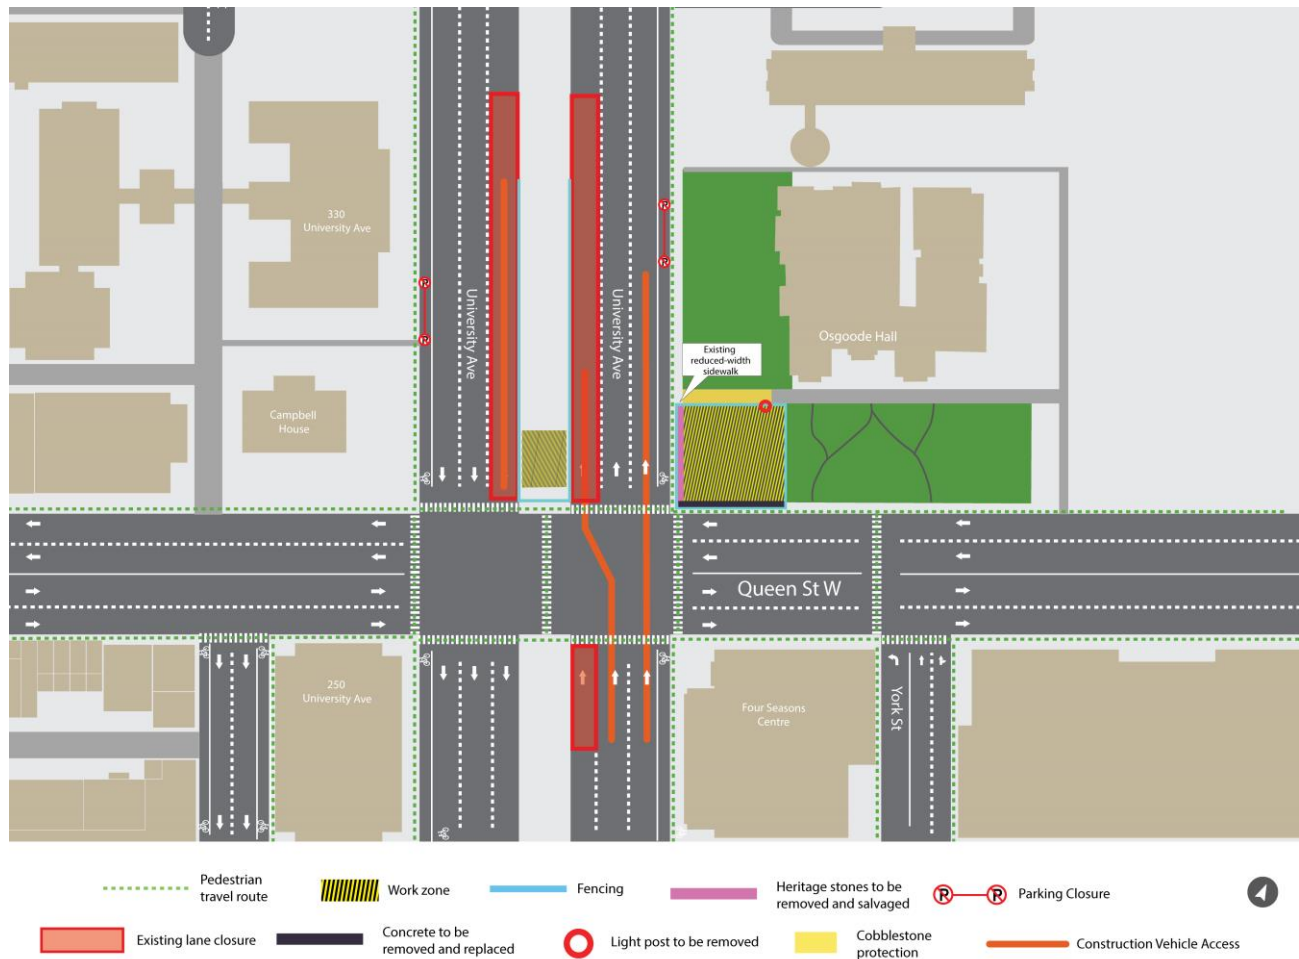 330
University Ave
University Ave
University Ave
Existing
reduced-width
sidewalk
Osgoode Hall
Campbell
House
Queen St W
250
University Ave
Four Seasons
Centre
York St
Pedestrian
travel route
Work zone
Fencing
Heritage stones to be
removed and salvaged
Parking Closure
Existing lane closure
Concrete to be
removed and replaced
Light post to be removed
Cobblestone
protection
Construction Vehicle Access